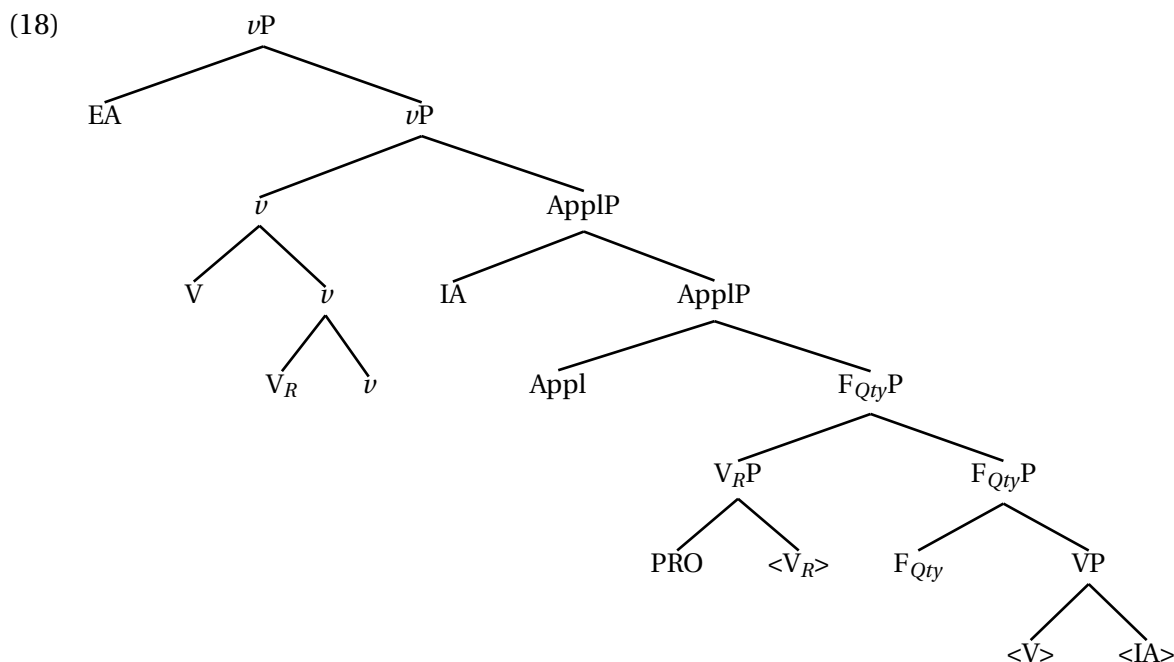 (18) vP
EA vP
v ApplP
V v IA ApplP
V_R v Appl F_QtyP
V_RP F_QtyP
PRO <V_R> F_Qty VP
<V> <IA>